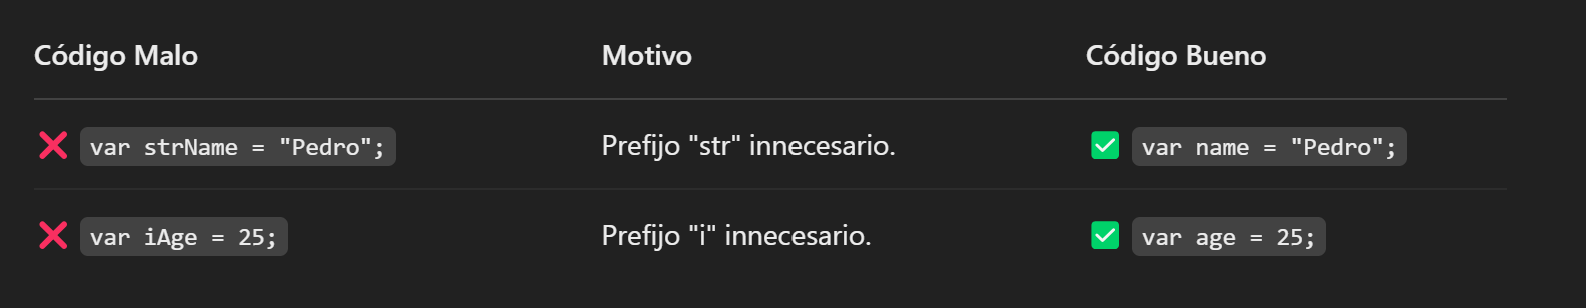 Código Malo Motivo Código Bueno
❌ var strName = "Pedro"; Prefijo "str" innecesario. ✅ var name = "Pedro";
❌ var iAge = 25; Prefijo "i" innecesario. ✅ var age = 25;